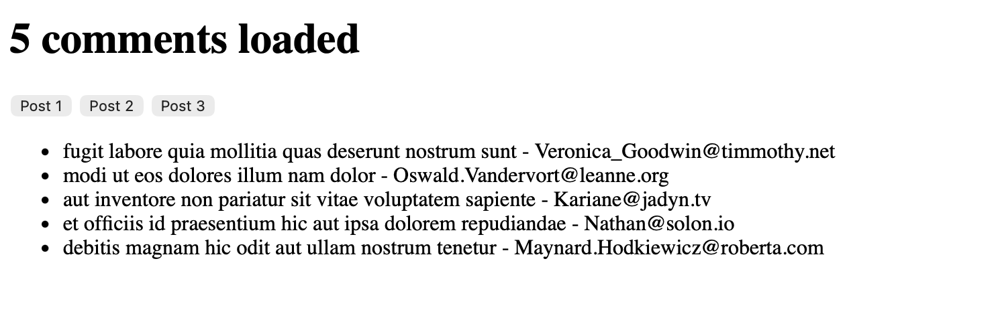 5 comments loaded
Post 1 Post 2 Post 3
• fugit labore quia mollitia quas deserunt nostrum sunt - Veronica_Goodwin@timmothy.net
• modi ut eos dolores illum nam dolor - Oswald.Vandervort@leanne.org
• aut inventore non pariatur sit vitae voluptatem sapiente - Kariane@jadyn.tv
• et officiis id praesentium hic aut ipsa dolorem repudiandae - Nathan@solon.io
• debitis magnam hic odit aut ullam nostrum tenetur - Maynard.Hodkiewicz@roberta.com